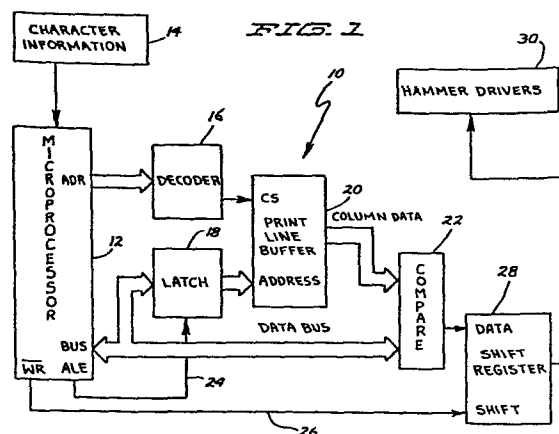 FIG. 1
CHARACTER
INFORMATION
14
30
HAMMER DRIVERS
10
MICROPROCESSOR
ADR
12
BUS
WR
ALE
16
DECODER
18
LATCH
CS
PRINT
LINE
BUFFER
ADDRESS
20
COLUMN DATA
22
COMPARE
DATA BUS
24
26
28
DATA
SHIFT
REGISTER
SHIFT